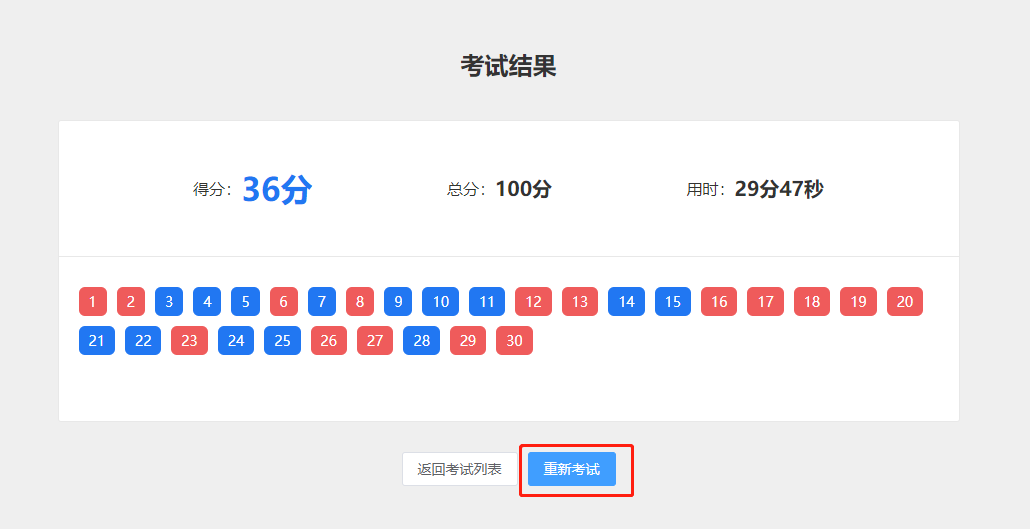 考试结果
得分：36分 总分：100分 用时：29分47秒
1 2 3 4 5 6 7 8 9 10 11 12 13 14 15 16 17 18 19 20
21 22 23 24 25 26 27 28 29 30
返回考试列表 重新考试